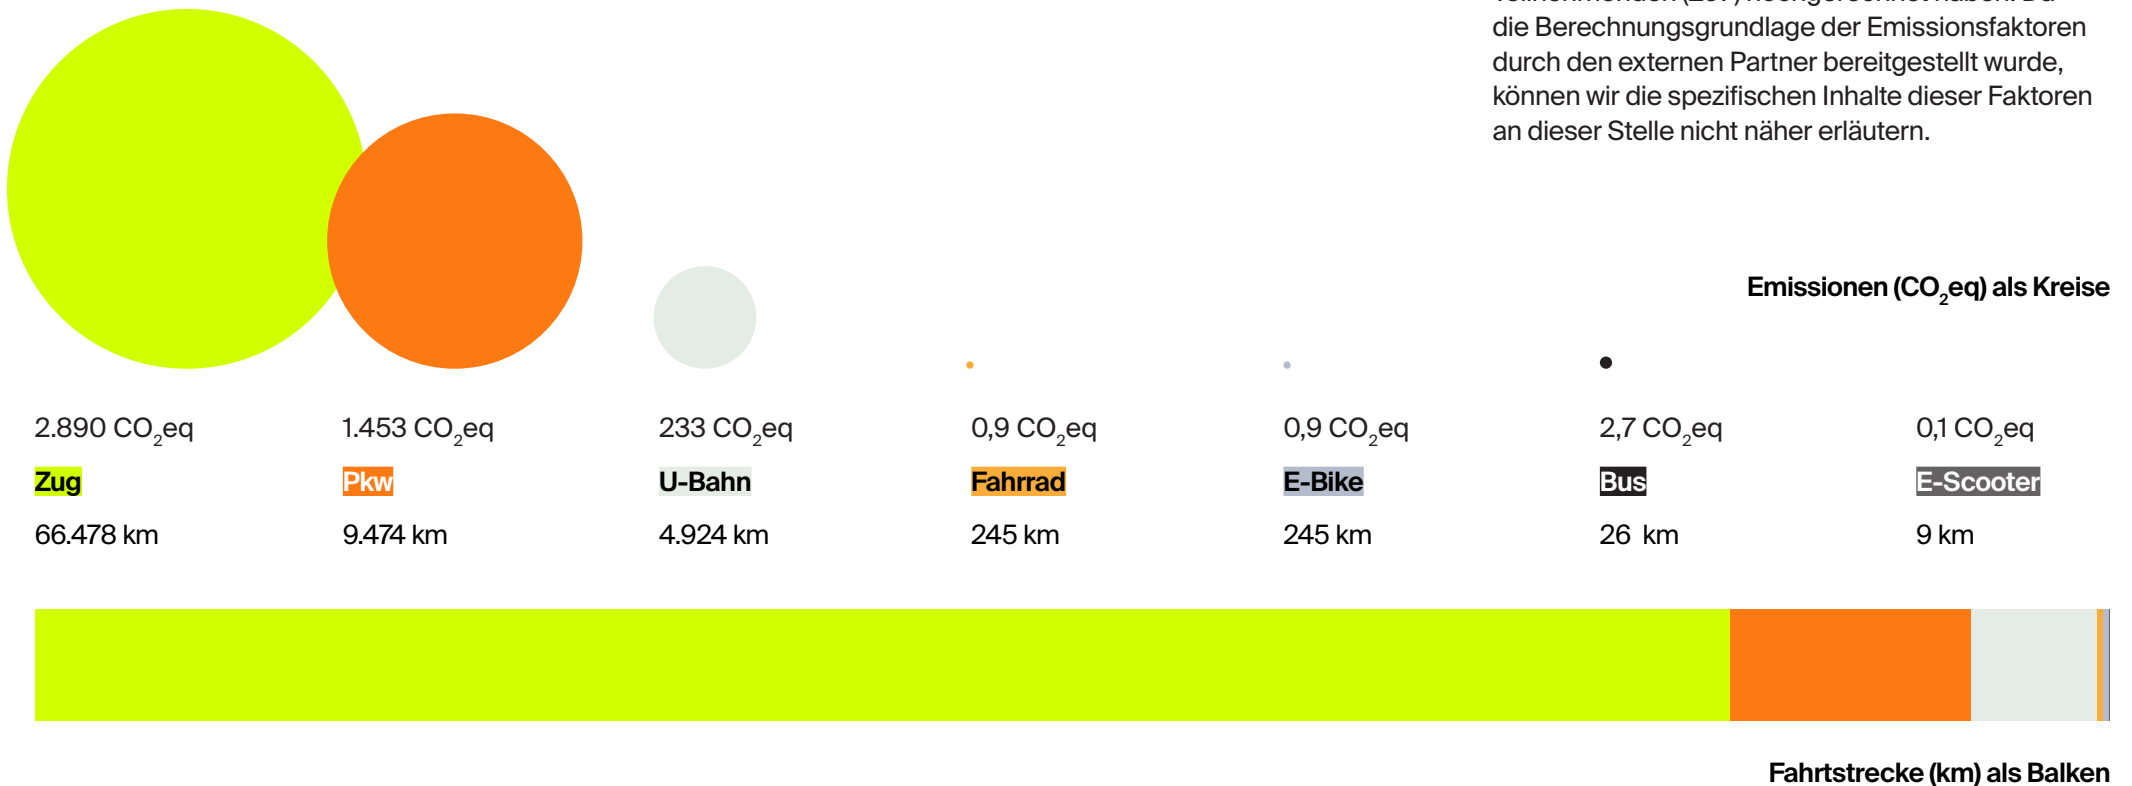 die Berechnungsgrundlage der Emissionsfaktoren
durch den externen Partner bereitgestellt wurde,
können wir die spezifischen Inhalte dieser Faktoren
an dieser Stelle nicht näher erläutern.
Emissionen (CO₂eq) als Kreise
2.890 CO₂eq
1.453 CO₂eq
233 CO₂eq
0,9 CO₂eq
0,9 CO₂eq
2,7 CO₂eq
0,1 CO₂eq
Zug
Pkw
U-Bahn
Fahrrad
E-Bike
Bus
E-Scooter
66.478 km
9.474 km
4.924 km
245 km
245 km
26 km
9 km
Fahrtstrecke (km) als Balken